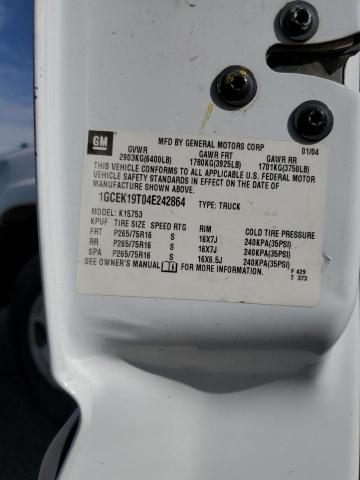 GM
MFD BY GENERAL MOTORS CORP 01/04
GVWR GAWR FRT GAWR RR
2903KG(6400LB) 1780KG(3925LB) 1701KG(3750LB)
THIS VEHICLE CONFORMS TO ALL APPLICABLE U.S. FEDERAL MOTOR
VEHICLE SAFETY STANDARDS IN EFFECT ON THE DATE OF
MANUFACTURE SHOWN ABOVE.
1GCEK19T04E242864 TYPE: TRUCK
MODEL: K15753
KPUF TIRE SIZE SPEED RTG RIM COLD TIRE PRESSURE
FRT P265/75R16 S 16X7J 240KPA(35PSI)
RR P265/75R16 S 16X7J 240KPA(35PSI)
SPA P265/75R16 S 16X6.5J 240KPA(35PSI)
SEE OWNER'S MANUAL FOR MORE INFORMATION
F 429
T 373